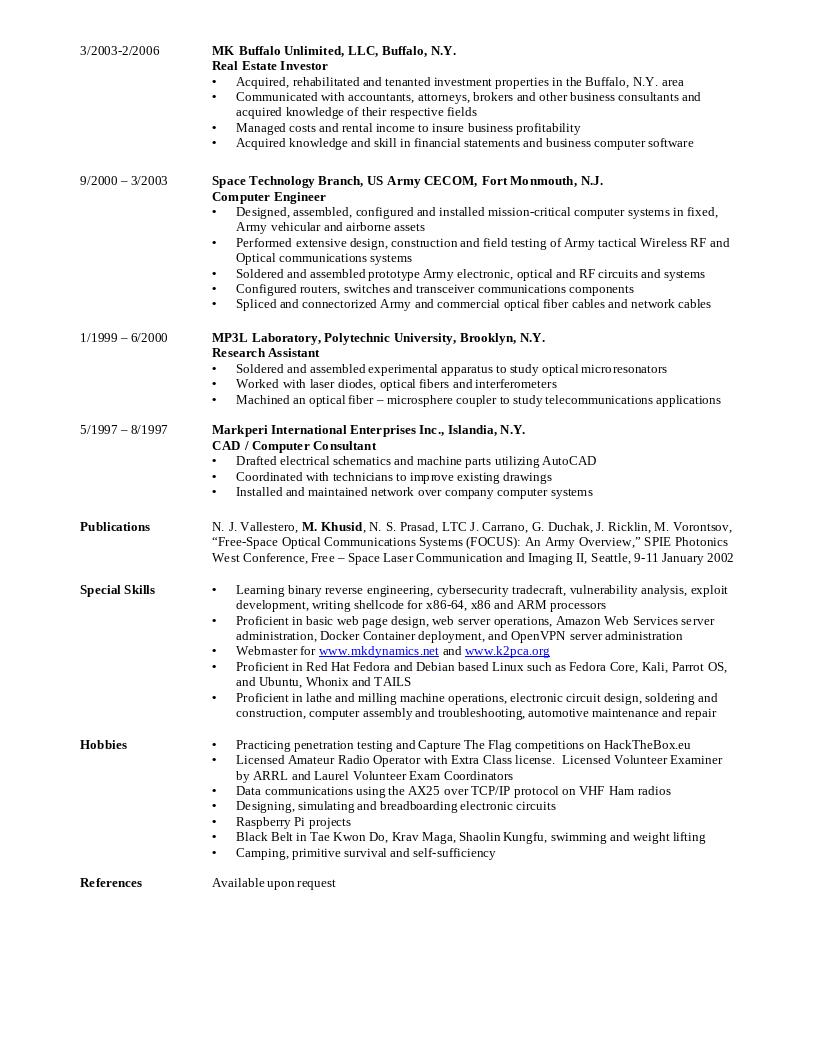 3/2003-2/2006 MK Buffalo Unlimited, LLC, Buffalo, N.Y.
Real Estate Investor
• Acquired, rehabilitated and tenanted investment properties in the Buffalo, N.Y. area
• Communicated with accountants, attorneys, brokers and other business consultants and
acquired knowledge of their respective fields
• Managed costs and rental income to insure business profitability
• Acquired knowledge and skill in financial statements and business computer software
9/2000 – 3/2003 Space Technology Branch, US Army CECOM, Fort Monmouth, N.J.
Computer Engineer
• Designed, assembled, configured and installed mission-critical computer systems in fixed,
Army vehicular and airborne assets
• Performed extensive design, construction and field testing of Army tactical Wireless RF and
Optical communications systems
• Soldered and assembled prototype Army electronic, optical and RF circuits and systems
• Configured routers, switches and transceiver communications components
• Spliced and connectorized Army and commercial optical fiber cables and network cables
1/1999 – 6/2000 MP3L Laboratory, Polytechnic University, Brooklyn, N.Y.
Research Assistant
• Soldered and assembled experimental apparatus to study optical microresonators
• Worked with laser diodes, optical fibers and interferometers
• Machined an optical fiber – microsphere coupler to study telecommunications applications
5/1997 – 8/1997 Markperi International Enterprises Inc., Islandia, N.Y.
CAD / Computer Consultant
• Drafted electrical schematics and machine parts utilizing AutoCAD
• Coordinated with technicians to improve existing drawings
• Installed and maintained network over company computer systems
Publications N. J. Vallestero, M. Khusid, N. S. Prasad, LTC J. Carrano, G. Duchak, J. Ricklin, M. Vorontsov,
“Free-Space Optical Communications Systems (FOCUS): An Army Overview,” SPIE Photonics
West Conference, Free – Space Laser Communication and Imaging II, Seattle, 9-11 January 2002
Special Skills • Learning binary reverse engineering, cybersecurity tradecraft, vulnerability analysis, exploit
development, writing shellcode for x86-64, x86 and ARM processors
• Proficient in basic web page design, web server operations, Amazon Web Services server
administration, Docker Container deployment, and OpenVPN server administration
• Webmaster for www.mkdynamics.net and www.k2pca.org
• Proficient in Red Hat Fedora and Debian based Linux such as Fedora Core, Kali, Parrot OS,
and Ubuntu, Whonix and TAILS
• Proficient in lathe and milling machine operations, electronic circuit design, soldering and
construction, computer assembly and troubleshooting, automotive maintenance and repair
Hobbies • Practicing penetration testing and Capture The Flag competitions on HackTheBox.eu
• Licensed Amateur Radio Operator with Extra Class license. Licensed Volunteer Examiner
by ARRL and Laurel Volunteer Exam Coordinators
• Data communications using the AX25 over TCP/IP protocol on VHF Ham radios
• Designing, simulating and breadboarding electronic circuits
• Raspberry Pi projects
• Black Belt in Tae Kwon Do, Krav Maga, Shaolin Kungfu, swimming and weight lifting
• Camping, primitive survival and self-sufficiency
References Available upon request